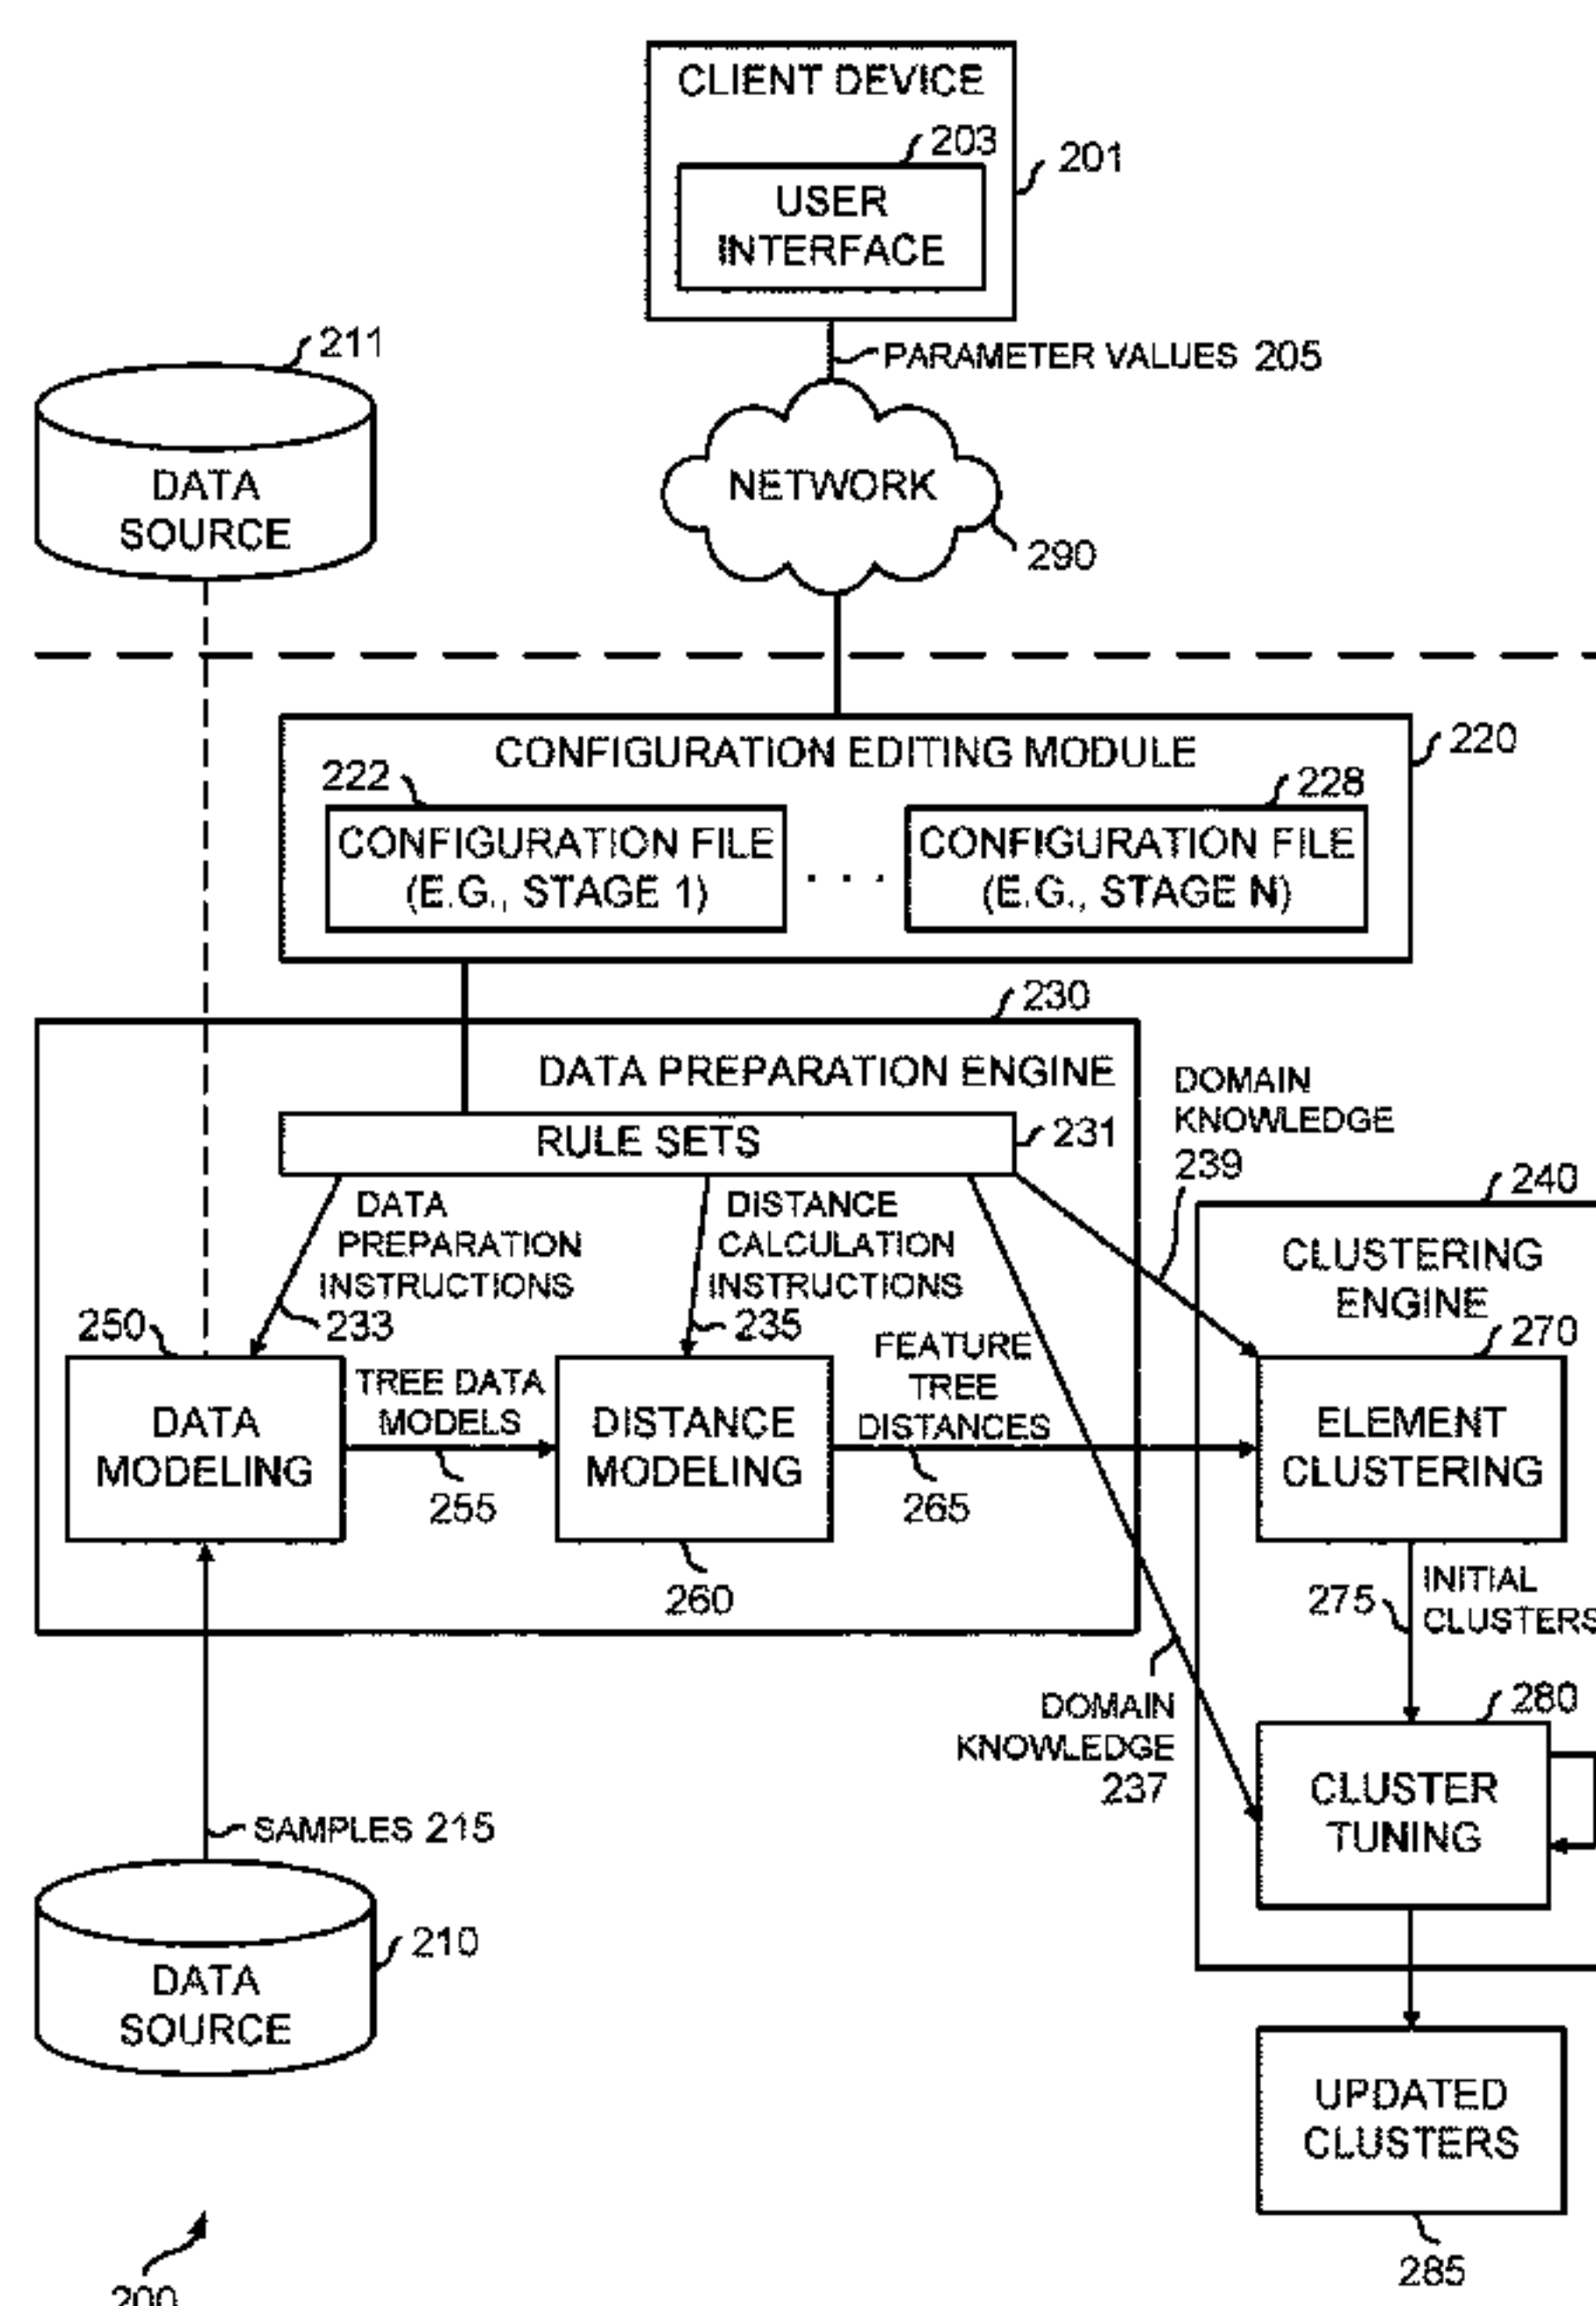 CLIENT DEVICE
203
201
USER
INTERFACE
211
PARAMETER VALUES 205
DATA
SOURCE
NETWORK
290
CONFIGURATION EDITING MODULE
220
222
228
CONFIGURATION FILE
(E.G., STAGE 1)
. . .
CONFIGURATION FILE
(E.G., STAGE N)
230
DATA PREPARATION ENGINE
DOMAIN
KNOWLEDGE
239
RULE SETS
231
240
DATA
PREPARATION
INSTRUCTIONS
233
DISTANCE
CALCULATION
INSTRUCTIONS
235
CLUSTERING
ENGINE
250
270
TREE DATA
MODELS
255
FEATURE
TREE
DISTANCES
265
DATA
MODELING
DISTANCE
MODELING
260
ELEMENT
CLUSTERING
275
INITIAL
CLUSTERS
280
DOMAIN
KNOWLEDGE
237
CLUSTER
TUNING
SAMPLES 215
210
DATA
SOURCE
UPDATED
CLUSTERS
285
200